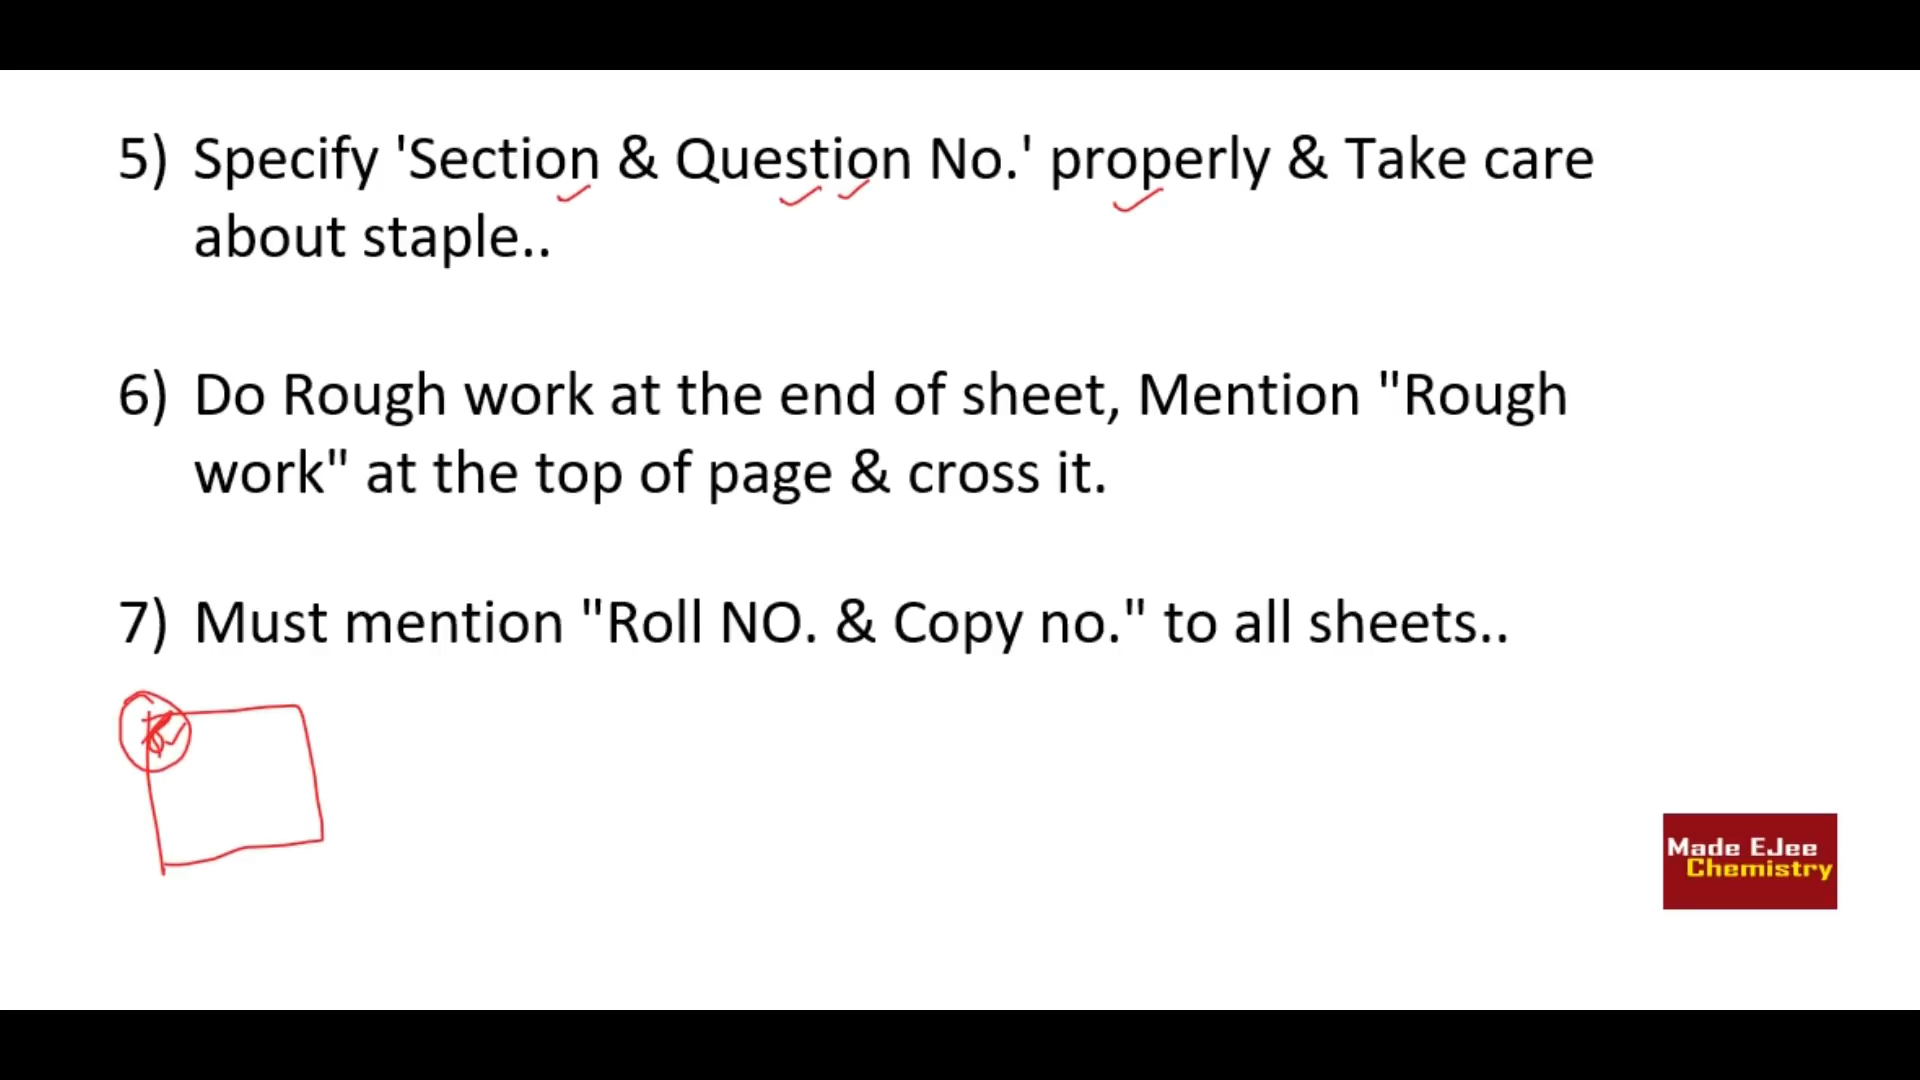 5) Specify 'Section & Question No.' properly & Take care
about staple..
6) Do Rough work at the end of sheet, Mention "Rough
work" at the top of page & cross it.
7) Must mention "Roll NO. & Copy no." to all sheets..
Made EJee
Chemistry